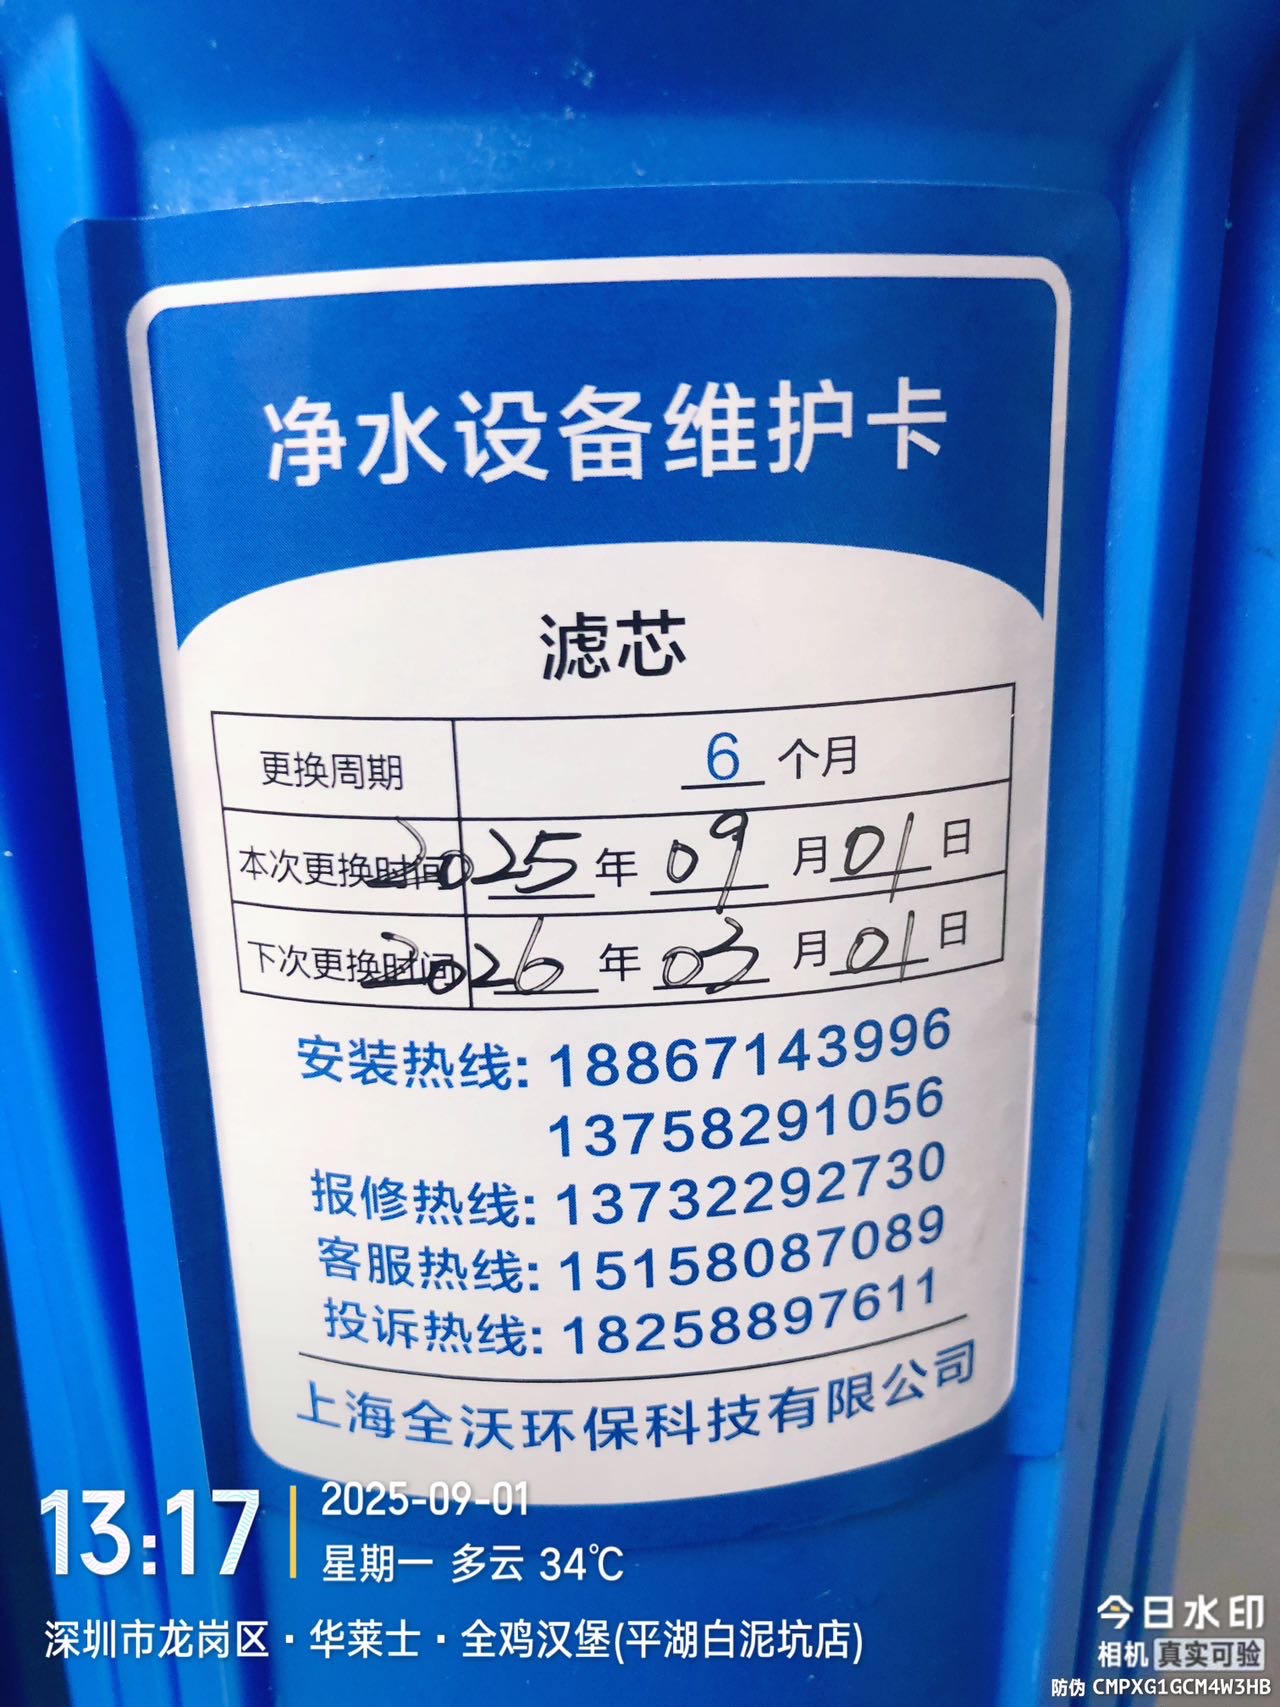 净水设备维护卡
滤芯
更换周期 6 个月
本次更换时间 2025 年 09 月 01 日
下次更换时间 2026 年 03 月 01 日
安装热线: 18867143996
13758291056
报修热线: 13732292730
客服热线: 15158087089
投诉热线: 18258897611
上海全沃环保科技有限公司
13:17
2025-09-01
星期一 多云 34℃
深圳市龙岗区·华莱士·全鸡汉堡(平湖白泥坑店)
今日水印
相机 真实可验
防伪 CMPXG1GCM4W3HB